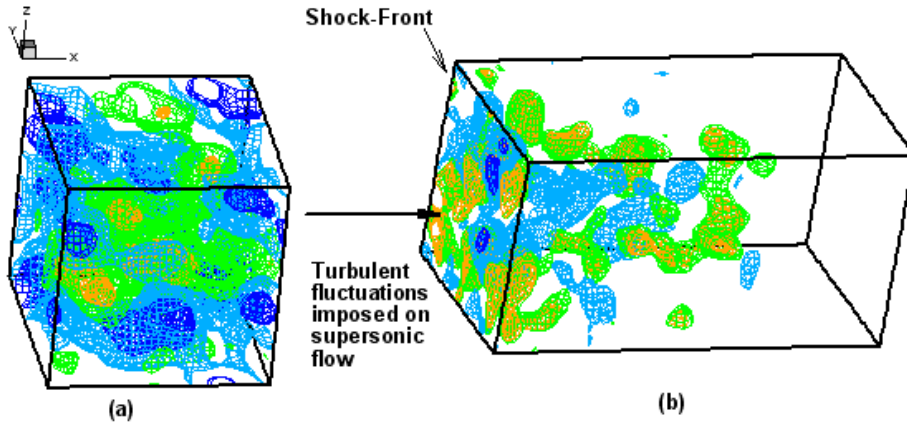 Z
Y
X
Shock-Front
Turbulent
fluctuations
imposed on
supersonic
flow
(a)
(b)